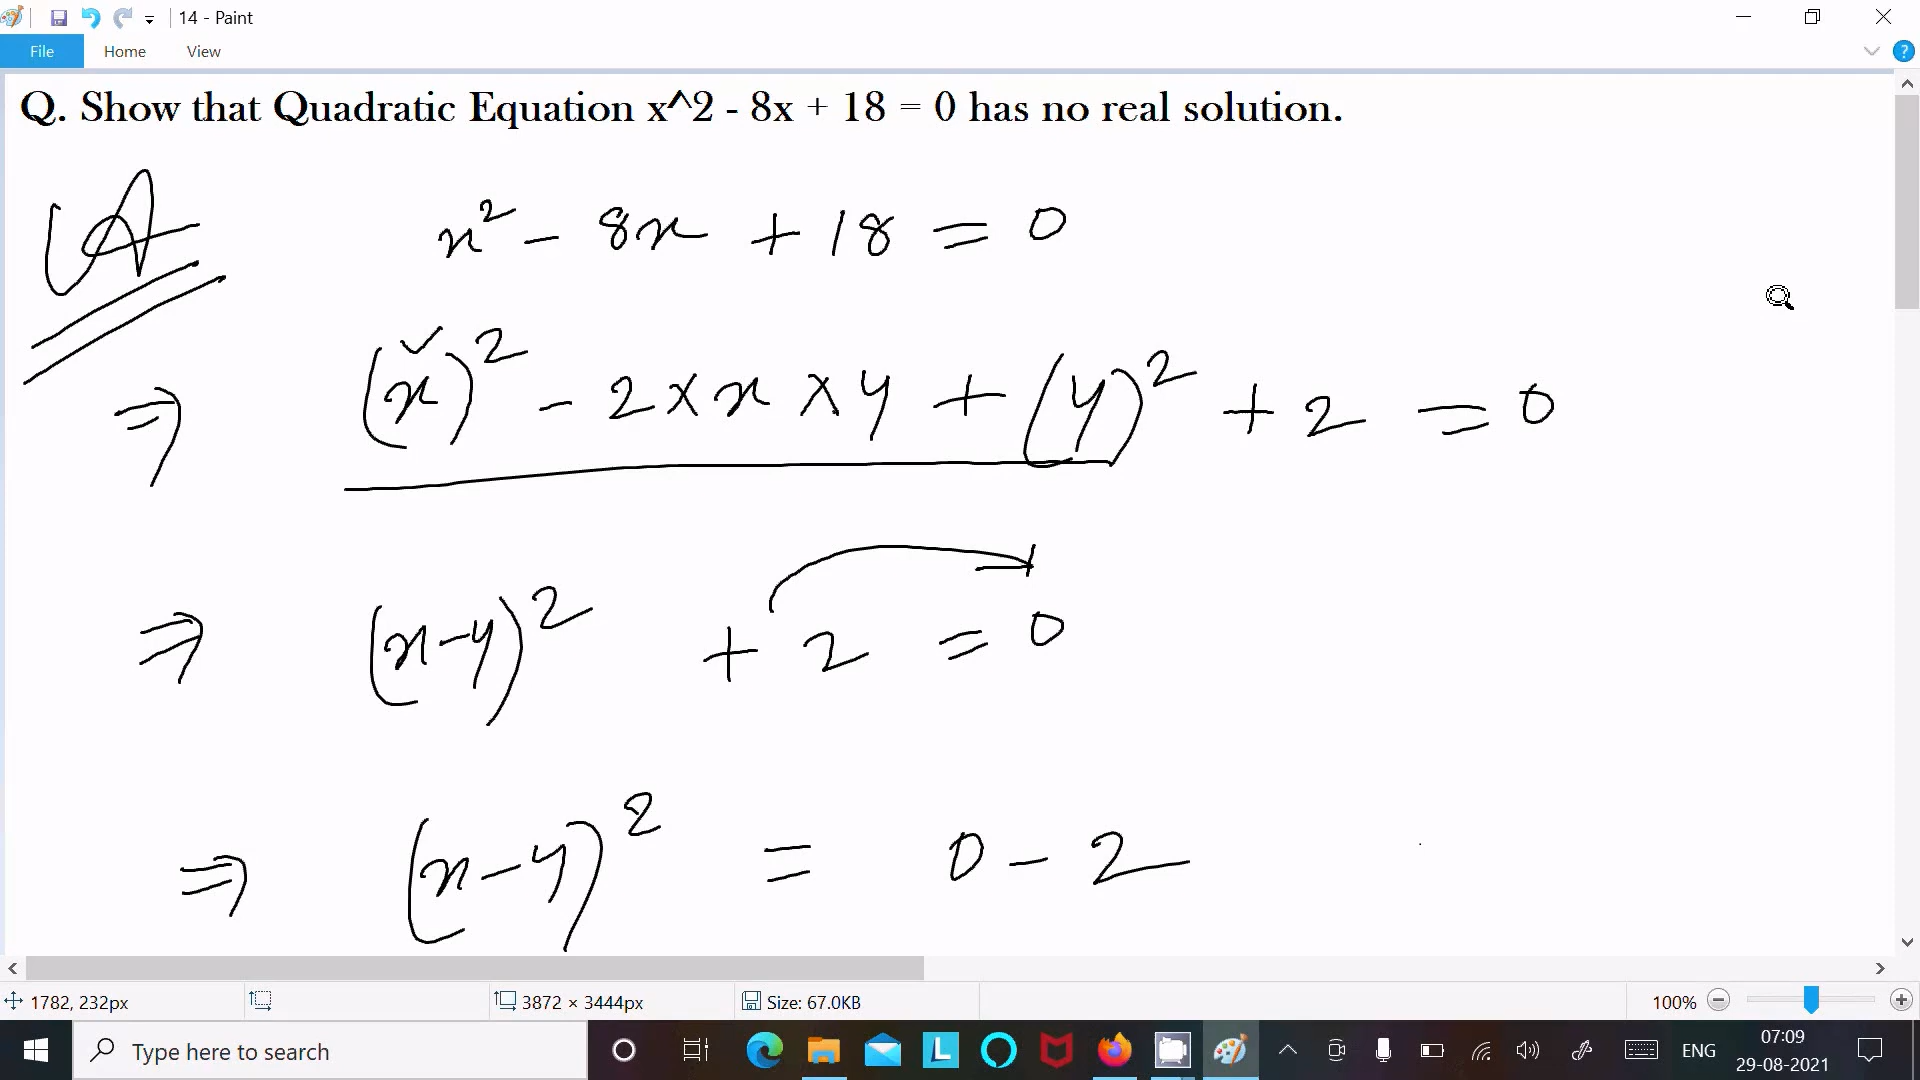 14 - Paint
File Home View
Q. Show that Quadratic Equation x^2 - 8x + 18 = 0 has no real solution.
(A)
x² - 8x + 18 = 0
⇒ (x)² - 2 × x × 4 + (4)² + 2 = 0
⇒ (x-4)² + 2 = 0
⇒ (x-4)² = 0 - 2
1782, 232px 3872 × 3444px Size: 67.0KB 100%
Type here to search L ENG 07:09
29-08-2021